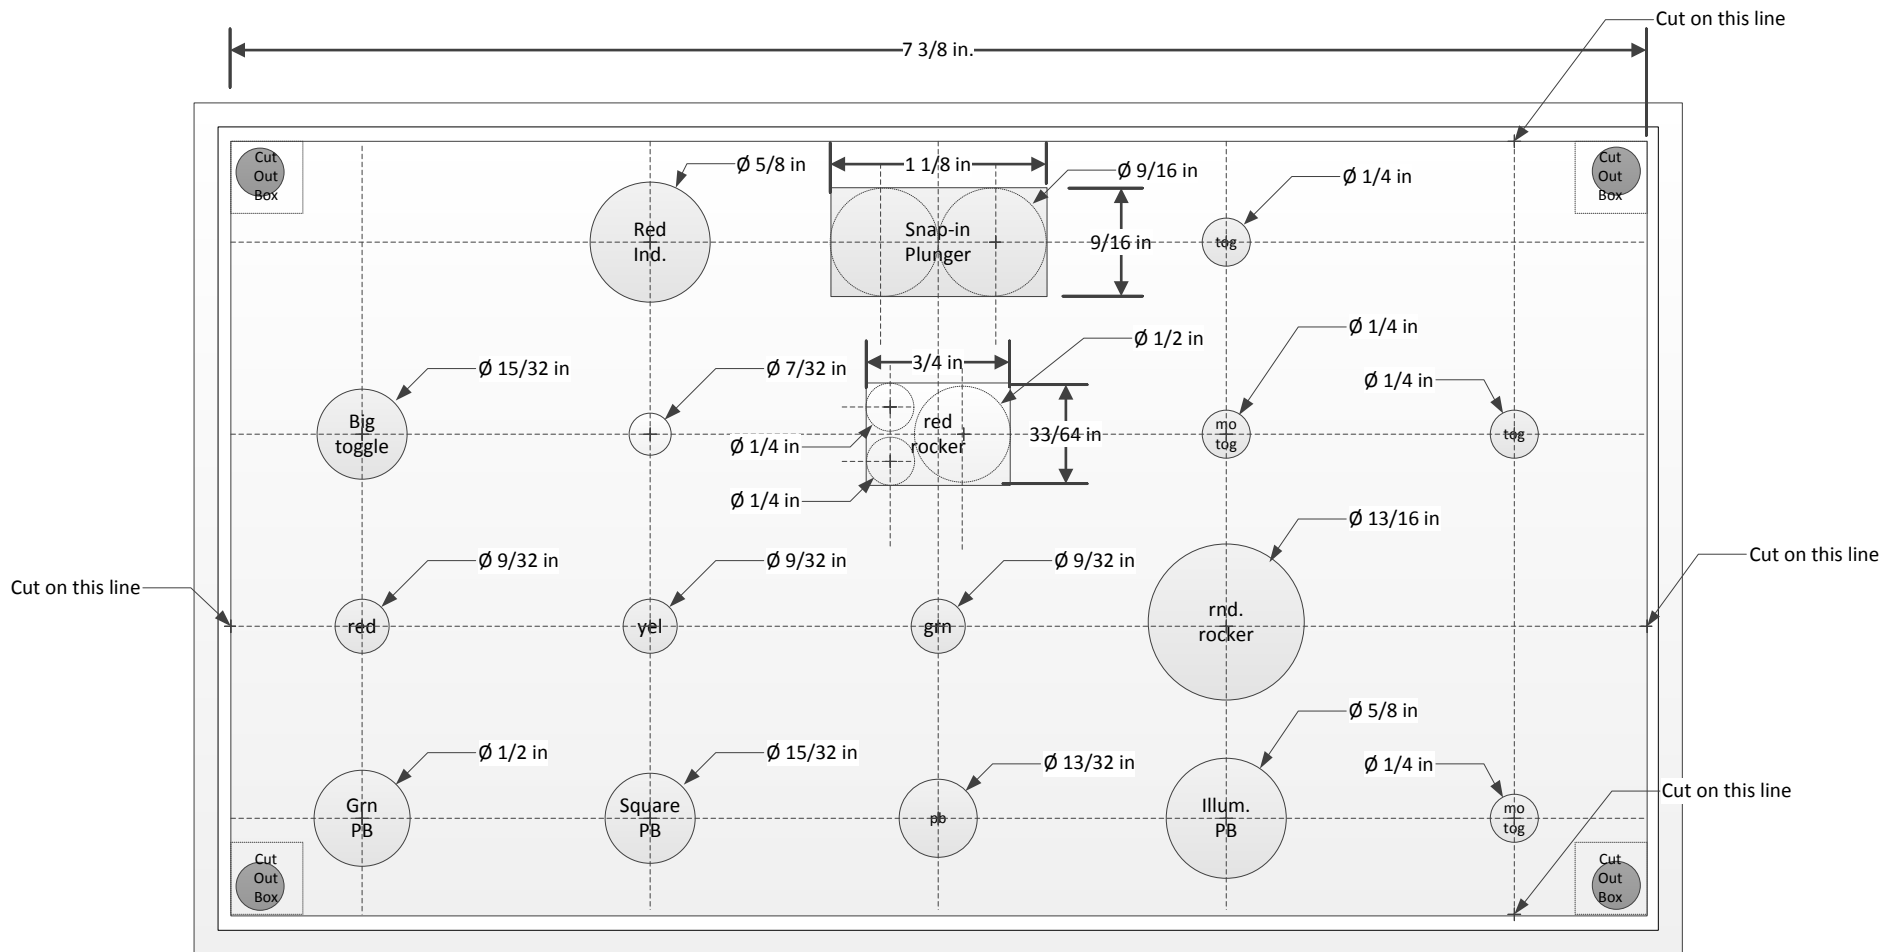 Cut on this line
7 3/8 in.
Cut
Out
Box
Ø 5/8 in
1 1/8 in
Ø 9/16 in
Ø 1/4 in
Cut
Out
Box
Red
Ind.
Snap-in
Plunger
9/16 in
tog
Ø 1/4 in
Ø 1/2 in
Ø 15/32 in
Ø 7/32 in
3/4 in
Ø 1/4 in
Big
toggle
Ø 1/4 in
red
rocker
33/64 in
mo
tog
tog
Ø 1/4 in
Ø 13/16 in
Ø 9/32 in
Ø 9/32 in
Ø 9/32 in
Cut on this line
Cut on this line
red
yel
grn
rnd.
rocker
Ø 5/8 in
Ø 1/2 in
Ø 15/32 in
Ø 13/32 in
Ø 1/4 in
Cut on this line
Grn
PB
Square
PB
pb
Illum.
PB
mo
tog
Cut
Out
Box
Cut
Out
Box